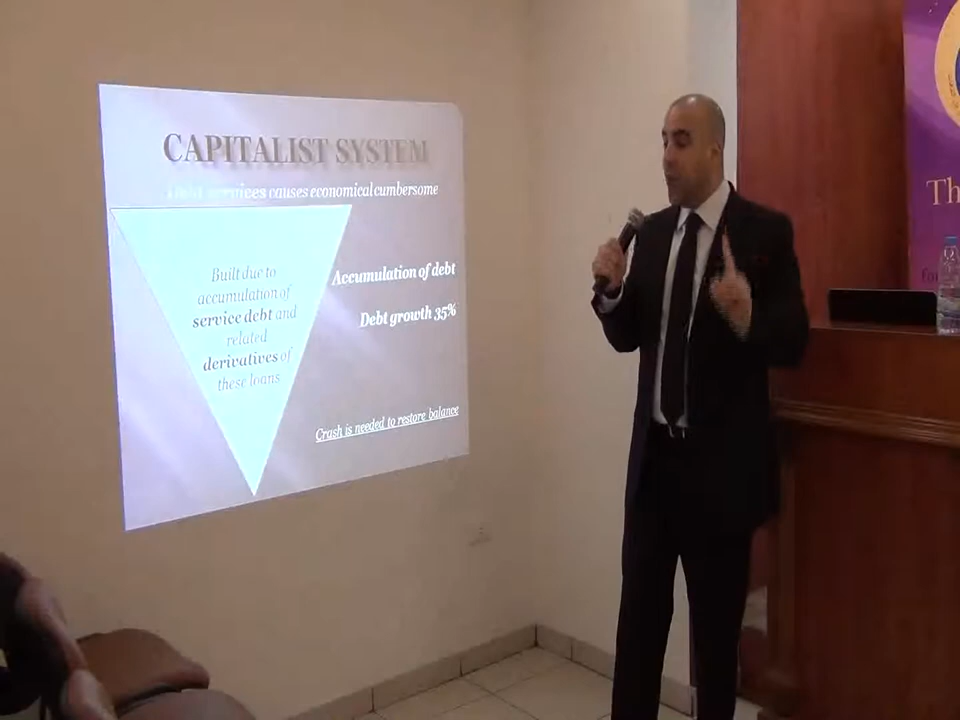 CAPITALIST SYSTEM
Debt services causes economical cumbersome
Built due to
accumulation of
service debt and
related
derivatives of
these loans
Accumulation of debt
Debt growth 35%
Crash is needed to restore balance
Th